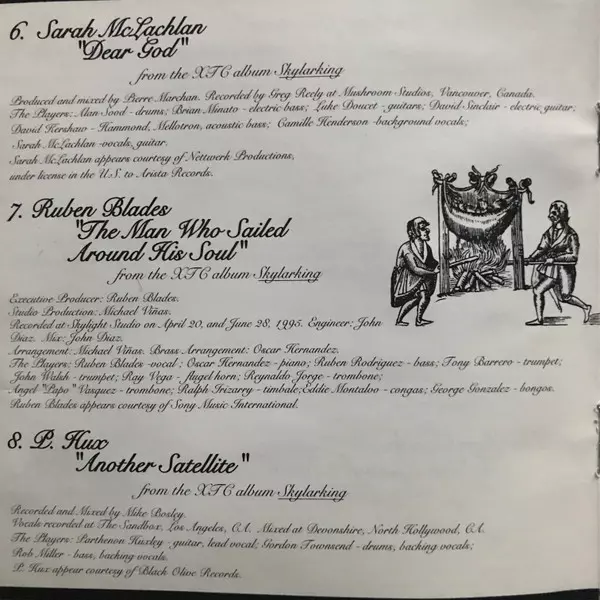 6. Sarah McLachlan
"Dear God"
from the XTC album Skylarking
Produced and mixed by Pierre Marchan. Recorded by Greg Reely at Mushroom Studios, Vancouver, Canada.
The Players: Alan Sood - drums; Brian Minato - electric bass; Luke Doucet - guitars; David Sinclair - electric guitar;
David Kershaw - Hammond, Mellotron, acoustic bass; Camille Henderson -background vocals;
Sarah McLachlan -vocals, guitar.
Sarah McLachlan appears courtesy of Nettwerk Productions,
under license in the U.S. to Arista Records.
7. Ruben Blades
"The Man Who Sailed
Around His Soul"
from the XTC album Skylarking
Executive Producer: Ruben Blades.
Studio Production: Michael Viñas.
Recorded at Skylight Studio on April 20, and June 28, 1995. Engineer: John
Diaz. Mix: John Diaz.
Arrangement: Michael Viñas. Brass Arrangement: Oscar Hernandez.
The Players: Ruben Blades -vocal; Oscar Hernandez -piano; Ruben Rodriguez - bass; Tony Barrero - trumpet;
John Walsh - trumpet; Ray Vega - flugel horn; Reynaldo Jorge - trombone;
Angel "Papo" Vasquez - trombone; Ralph Irizarry - timbale; Eddie Montalvo - congas; George Gonzalez - bongos.
Ruben Blades appears courtesy of Sony Music International.
8. P. Hux
"Another Satellite"
from the XTC album Skylarking
Recorded and Mixed by Mike Bosley.
Vocals recorded at The Sandbox, Los Angeles, CA. Mixed at Devonshire, North Hollywood, CA.
The Players: Parthenon Huxley - guitar, lead vocal; Gordon Townsend - drums, backing vocals;
Rob Miller - bass, backing vocals.
P. Hux appear courtesy of Black Olive Records.